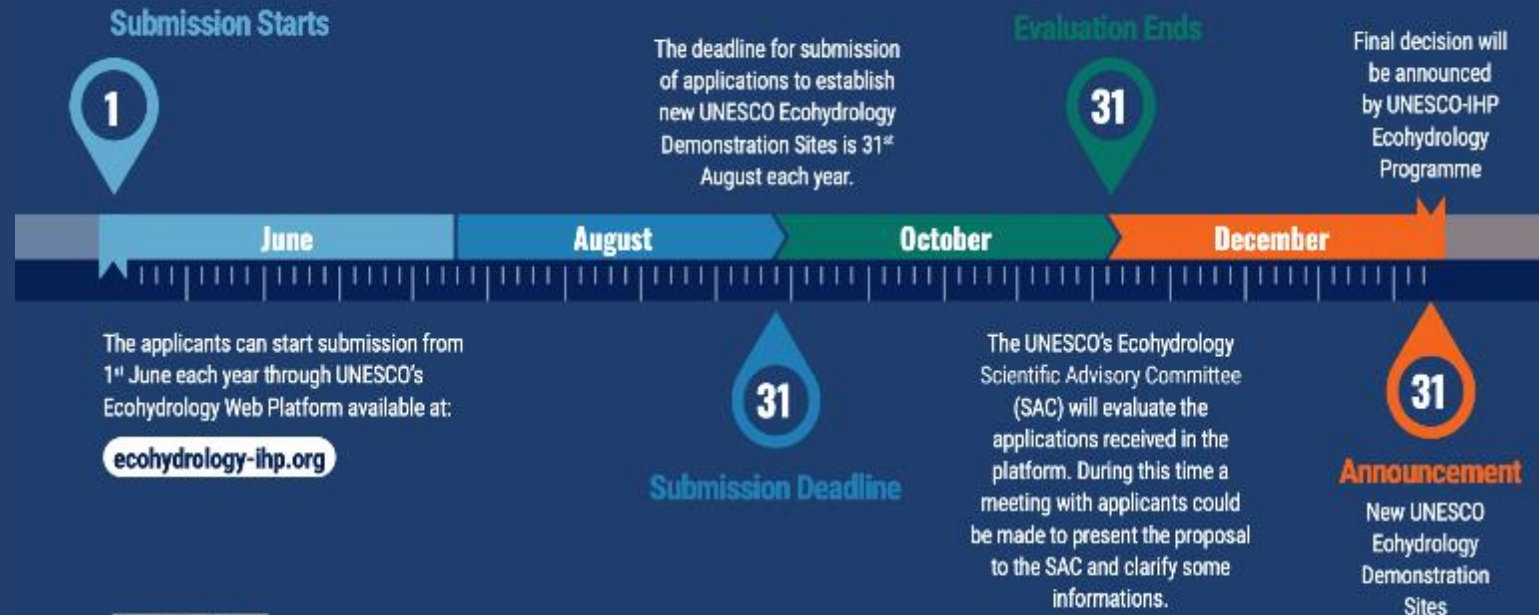 Submission Starts
1
The deadline for submission
of applications to establish
new UNESCO Ecohydrology
Demonstration Sites is 31st
August each year.
Evaluation Ends
31
Final decision will
be announced
by UNESCO-IHP
Ecohydrology
Programme
June
August
October
December
The applicants can start submission from
1st June each year through UNESCO's
Ecohydrology Web Platform available at:
ecohydrology-ihp.org
31
Submission Deadline
The UNESCO's Ecohydrology
Scientific Advisory Committee
(SAC) will evaluate the
applications received in the
platform. During this time a
meeting with applicants could
be made to present the proposal
to the SAC and clarify some
informations.
31
Announcement
New UNESCO
Eohydrology
Demonstration
Sites